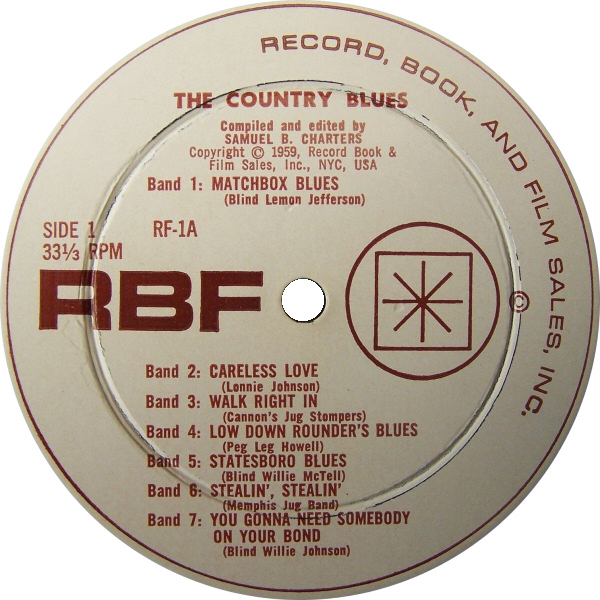 RECORD, BOOK, AND FILM SALES, INC.
THE COUNTRY BLUES
Compiled and edited by
SAMUEL B. CHARTERS
Copyright © 1959, Record Book &
Film Sales, Inc., NYC, USA
Band 1: MATCHBOX BLUES
(Blind Lemon Jefferson)
SIDE 1 RF-1A
33⅓ RPM
RBF
©
Band 2: CARELESS LOVE
(Lonnie Johnson)
Band 3: WALK RIGHT IN
(Cannon's Jug Stompers)
Band 4: LOW DOWN ROUNDER'S BLUES
(Peg Leg Howell)
Band 5: STATESBORO BLUES
(Blind Willie McTell)
Band 6: STEALIN', STEALIN'
(Memphis Jug Band)
Band 7: YOU GONNA NEED SOMEBODY
ON YOUR BOND
(Blind Willie Johnson)